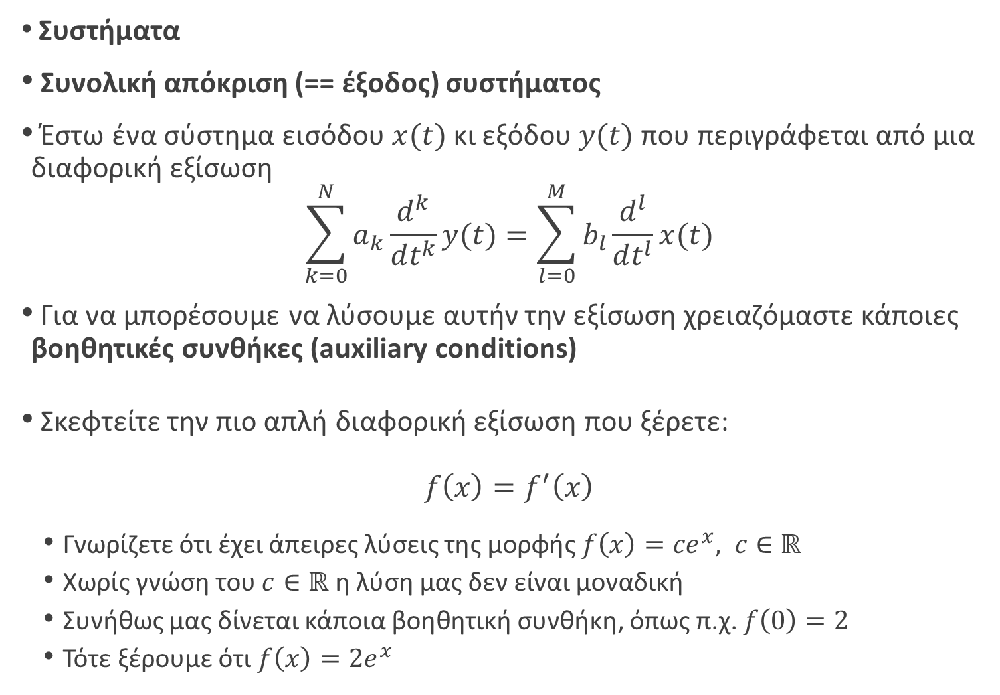 • Συστήματα
• Συνολική απόκριση (== έξοδος) συστήματος
• Έστω ένα σύστημα εισόδου x(t) κι εξόδου y(t) που περιγράφεται από μια
διαφορική εξίσωση
\sum_{k=0}^{N} a_k \frac{d^k}{dt^k} y(t) = \sum_{l=0}^{M} b_l \frac{d^l}{dt^l} x(t)
• Για να μπορέσουμε να λύσουμε αυτήν την εξίσωση χρειαζόμαστε κάποιες
βοηθητικές συνθήκες (auxiliary conditions)
• Σκεφτείτε την πιο απλή διαφορική εξίσωση που ξέρετε:
f(x) = f′(x)
• Γνωρίζετε ότι έχει άπειρες λύσεις της μορφής f(x) = ce^x, c ∈ ℝ
• Χωρίς γνώση του c ∈ ℝ η λύση μας δεν είναι μοναδική
• Συνήθως μας δίνεται κάποια βοηθητική συνθήκη, όπως π.χ. f(0) = 2
• Τότε ξέρουμε ότι f(x) = 2e^x